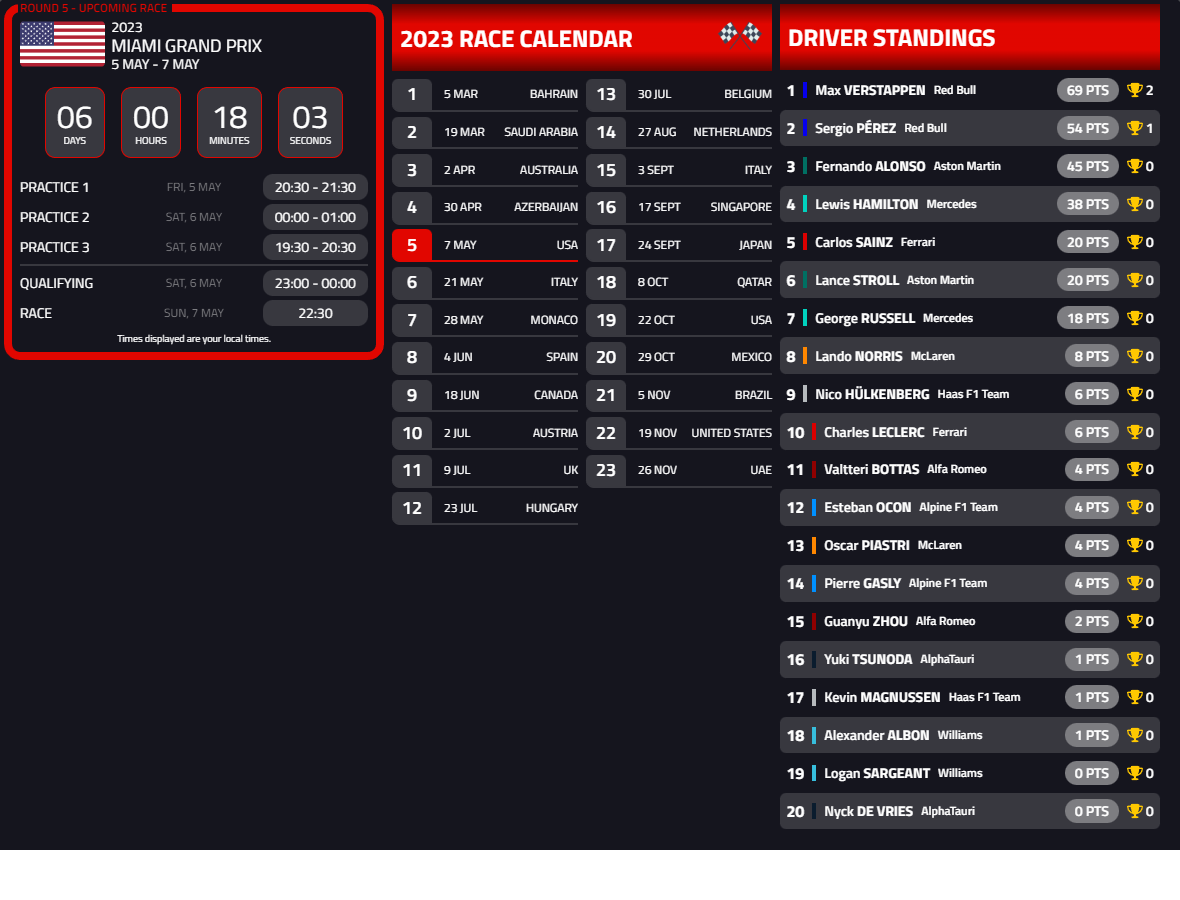 ROUND 5 - UPCOMING RACE
2023
MIAMI GRAND PRIX
5 MAY - 7 MAY
06 00 18 03
DAYS HOURS MINUTES SECONDS
PRACTICE 1 FRI, 5 MAY 20:30 - 21:30
PRACTICE 2 SAT, 6 MAY 00:00 - 01:00
PRACTICE 3 SAT, 6 MAY 19:30 - 20:30
QUALIFYING SAT, 6 MAY 23:00 - 00:00
RACE SUN, 7 MAY 22:30
Times displayed are your local times.
2023 RACE CALENDAR
1 5 MAR BAHRAIN
2 19 MAR SAUDI ARABIA
3 2 APR AUSTRALIA
4 30 APR AZERBAIJAN
5 7 MAY USA
6 21 MAY ITALY
7 28 MAY MONACO
8 4 JUN SPAIN
9 18 JUN CANADA
10 2 JUL AUSTRIA
11 9 JUL UK
12 23 JUL HUNGARY
13 30 JUL BELGIUM
14 27 AUG NETHERLANDS
15 3 SEPT ITALY
16 17 SEPT SINGAPORE
17 24 SEPT JAPAN
18 8 OCT QATAR
19 22 OCT USA
20 29 OCT MEXICO
21 5 NOV BRAZIL
22 19 NOV UNITED STATES
23 26 NOV UAE
DRIVER STANDINGS
1 Max VERSTAPPEN Red Bull 69 PTS 2
2 Sergio PÉREZ Red Bull 54 PTS 1
3 Fernando ALONSO Aston Martin 45 PTS 0
4 Lewis HAMILTON Mercedes 38 PTS 0
5 Carlos SAINZ Ferrari 20 PTS 0
6 Lance STROLL Aston Martin 20 PTS 0
7 George RUSSELL Mercedes 18 PTS 0
8 Lando NORRIS McLaren 8 PTS 0
9 Nico HÜLKENBERG Haas F1 Team 6 PTS 0
10 Charles LECLERC Ferrari 6 PTS 0
11 Valtteri BOTTAS Alfa Romeo 4 PTS 0
12 Esteban OCON Alpine F1 Team 4 PTS 0
13 Oscar PIASTRI McLaren 4 PTS 0
14 Pierre GASLY Alpine F1 Team 4 PTS 0
15 Guanyu ZHOU Alfa Romeo 2 PTS 0
16 Yuki TSUNODA AlphaTauri 1 PTS 0
17 Kevin MAGNUSSEN Haas F1 Team 1 PTS 0
18 Alexander ALBON Williams 1 PTS 0
19 Logan SARGEANT Williams 0 PTS 0
20 Nyck DE VRIES AlphaTauri 0 PTS 0